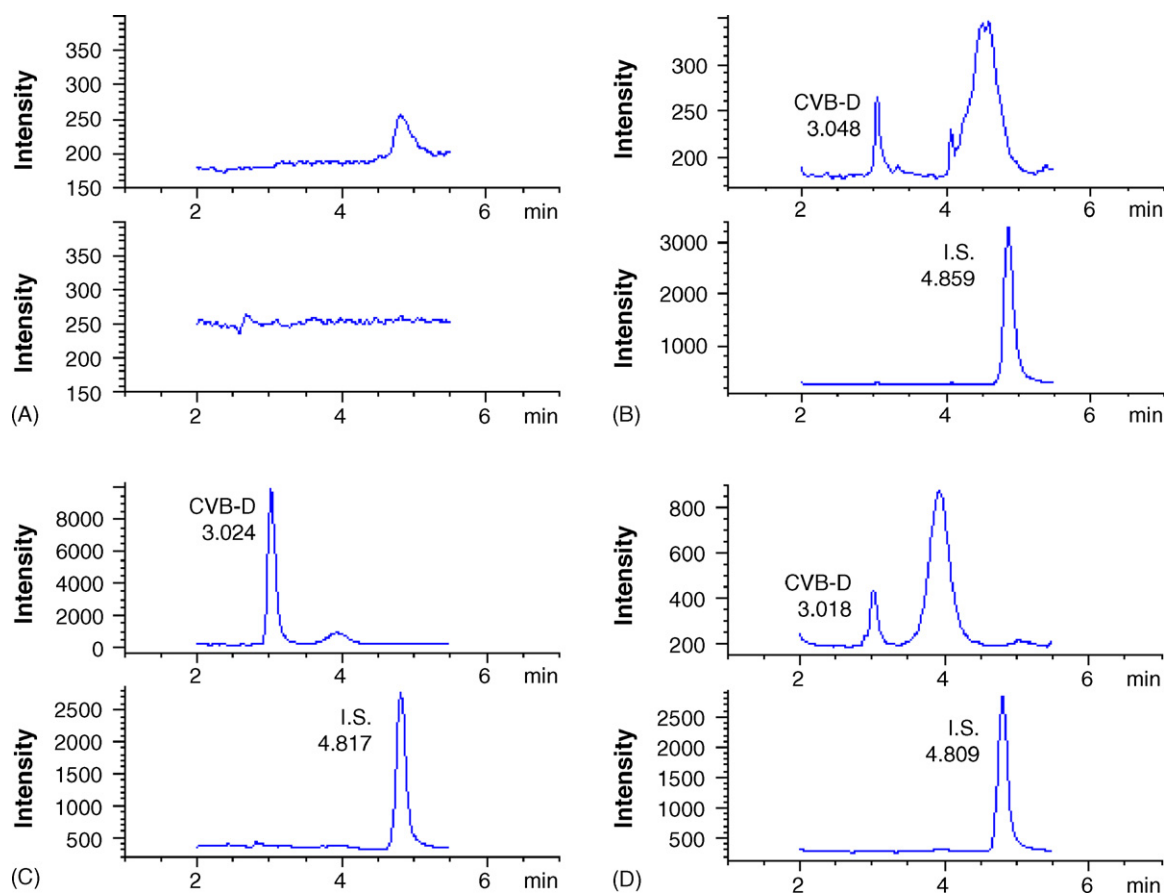 Intensity
350
300
250
200
150
2
4
6
min
Intensity
350
300
250
200
150
2
4
6
min
(A)
Intensity
350
300
250
200
CVB-D
3.048
2
4
6
min
Intensity
3000
2000
1000
I.S.
4.859
2
4
6
min
(B)
Intensity
8000
6000
4000
2000
0
CVB-D
3.024
2
4
6
min
Intensity
2500
2000
1500
1000
500
I.S.
4.817
2
4
6
min
(C)
Intensity
800
600
400
200
CVB-D
3.018
2
4
6
min
Intensity
2500
2000
1500
1000
500
I.S.
4.809
2
4
6
min
(D)